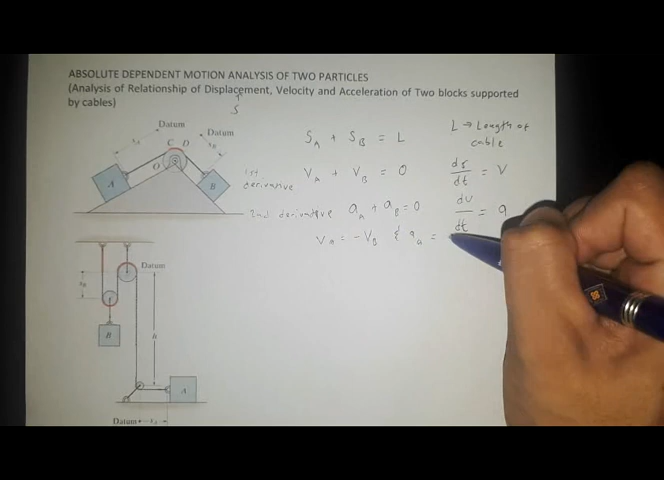 ABSOLUTE DEPENDENT MOTION ANALYSIS OF TWO PARTICLES
(Analysis of Relationship of Displacement, Velocity and Acceleration of Two blocks supported
by cables)
S
Datum
Datum
C D
O
A
B
S_A + S_B = L
L → Length of
cable
1st
derivative
V_A + V_B = 0
ds/dt = V
2nd derivative
a_A + a_B = 0
dv/dt = a
V_A = -V_B & a_A =
Datum
s_B
B
h
A
Datum
s_A